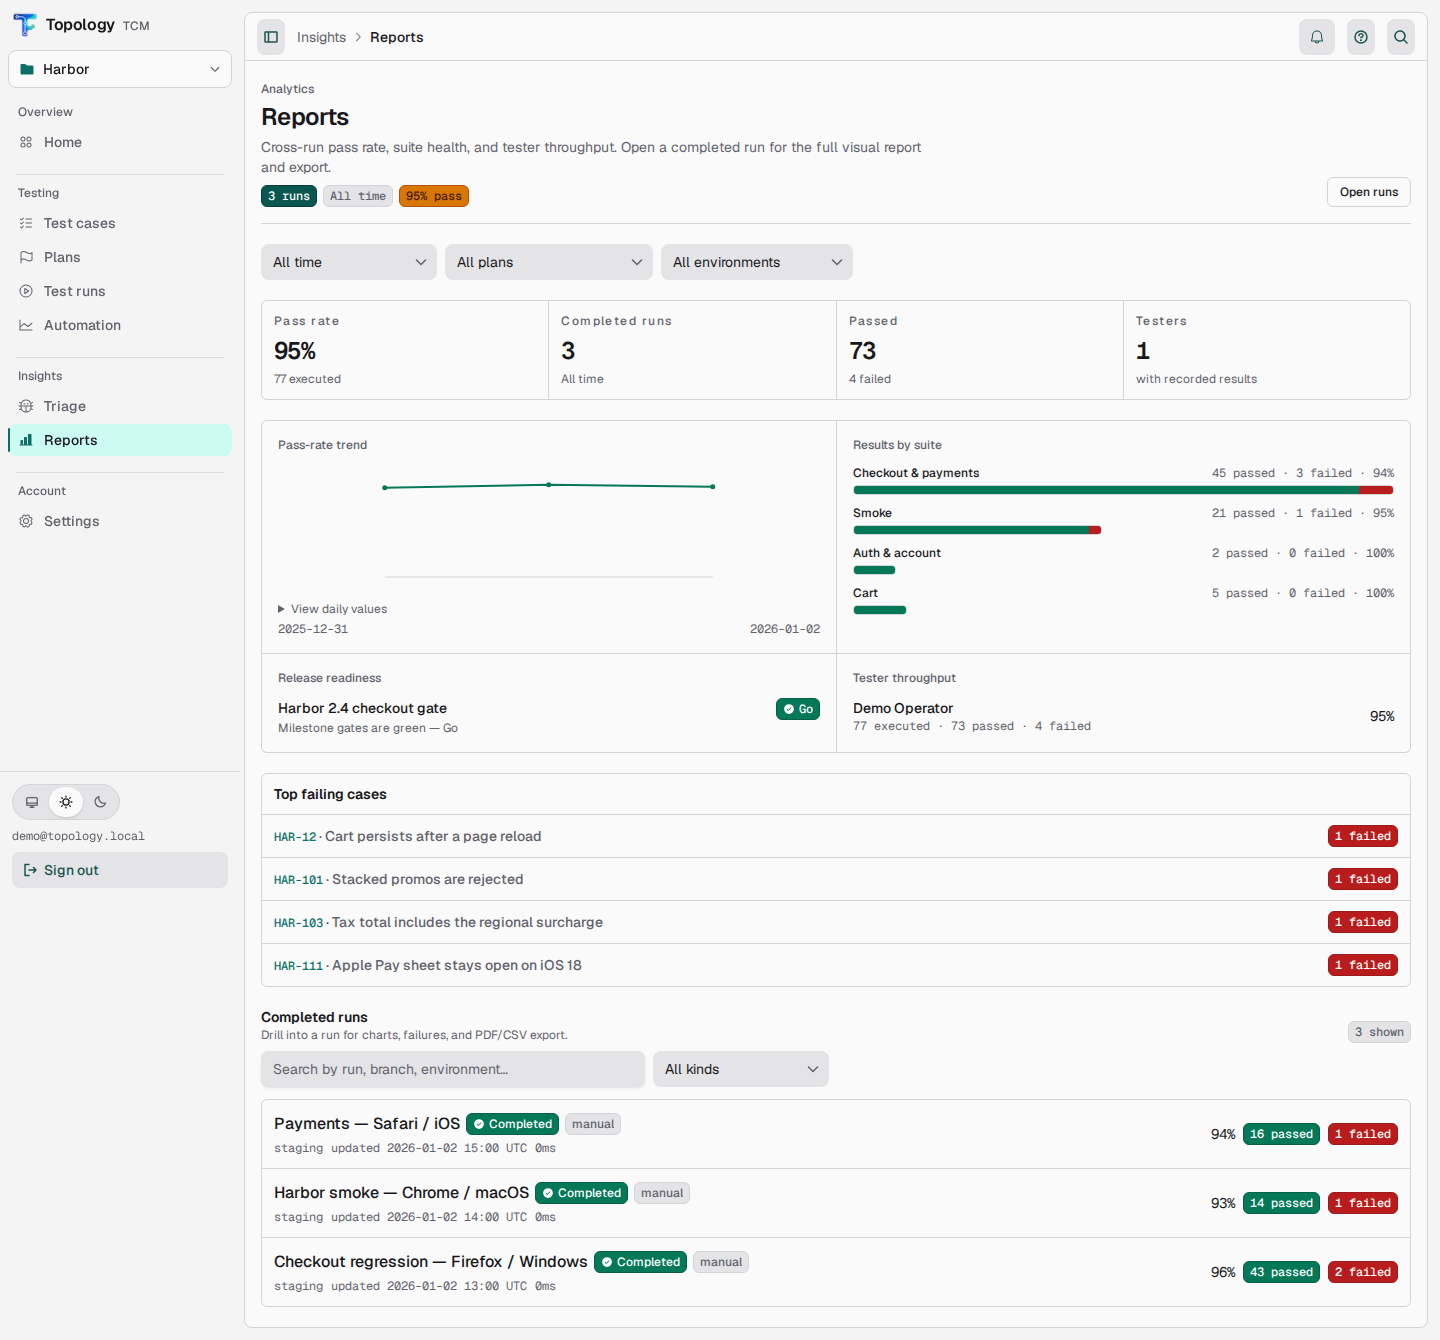 Topology TCM
Harbor
Overview
Home
Testing
Test cases
Plans
Test runs
Automation
Insights
Triage
Reports
Account
Settings
demo@topology.local
Sign out
Insights > Reports
Analytics
Reports
Cross-run pass rate, suite health, and tester throughput. Open a completed run for the full visual report
and export.
3 runs All time 95% pass
Open runs
All time All plans All environments
Pass rate
95%
77 executed
Completed runs
3
All time
Passed
73
4 failed
Testers
1
with recorded results
Pass-rate trend
View daily values
2025-12-31 2026-01-02
Results by suite
Checkout & payments 45 passed · 3 failed · 94%
Smoke 21 passed · 1 failed · 95%
Auth & account 2 passed · 0 failed · 100%
Cart 5 passed · 0 failed · 100%
Release readiness
Harbor 2.4 checkout gate Go
Milestone gates are green — Go
Tester throughput
Demo Operator
77 executed · 73 passed · 4 failed
95%
Top failing cases
HAR-12 · Cart persists after a page reload 1 failed
HAR-101 · Stacked promos are rejected 1 failed
HAR-103 · Tax total includes the regional surcharge 1 failed
HAR-111 · Apple Pay sheet stays open on iOS 18 1 failed
Completed runs
Drill into a run for charts, failures, and PDF/CSV export.
3 shown
Search by run, branch, environment… All kinds
Payments — Safari / iOS Completed manual
staging updated 2026-01-02 15:00 UTC 0ms
94% 16 passed 1 failed
Harbor smoke — Chrome / macOS Completed manual
staging updated 2026-01-02 14:00 UTC 0ms
93% 14 passed 1 failed
Checkout regression — Firefox / Windows Completed manual
staging updated 2026-01-02 13:00 UTC 0ms
96% 43 passed 2 failed